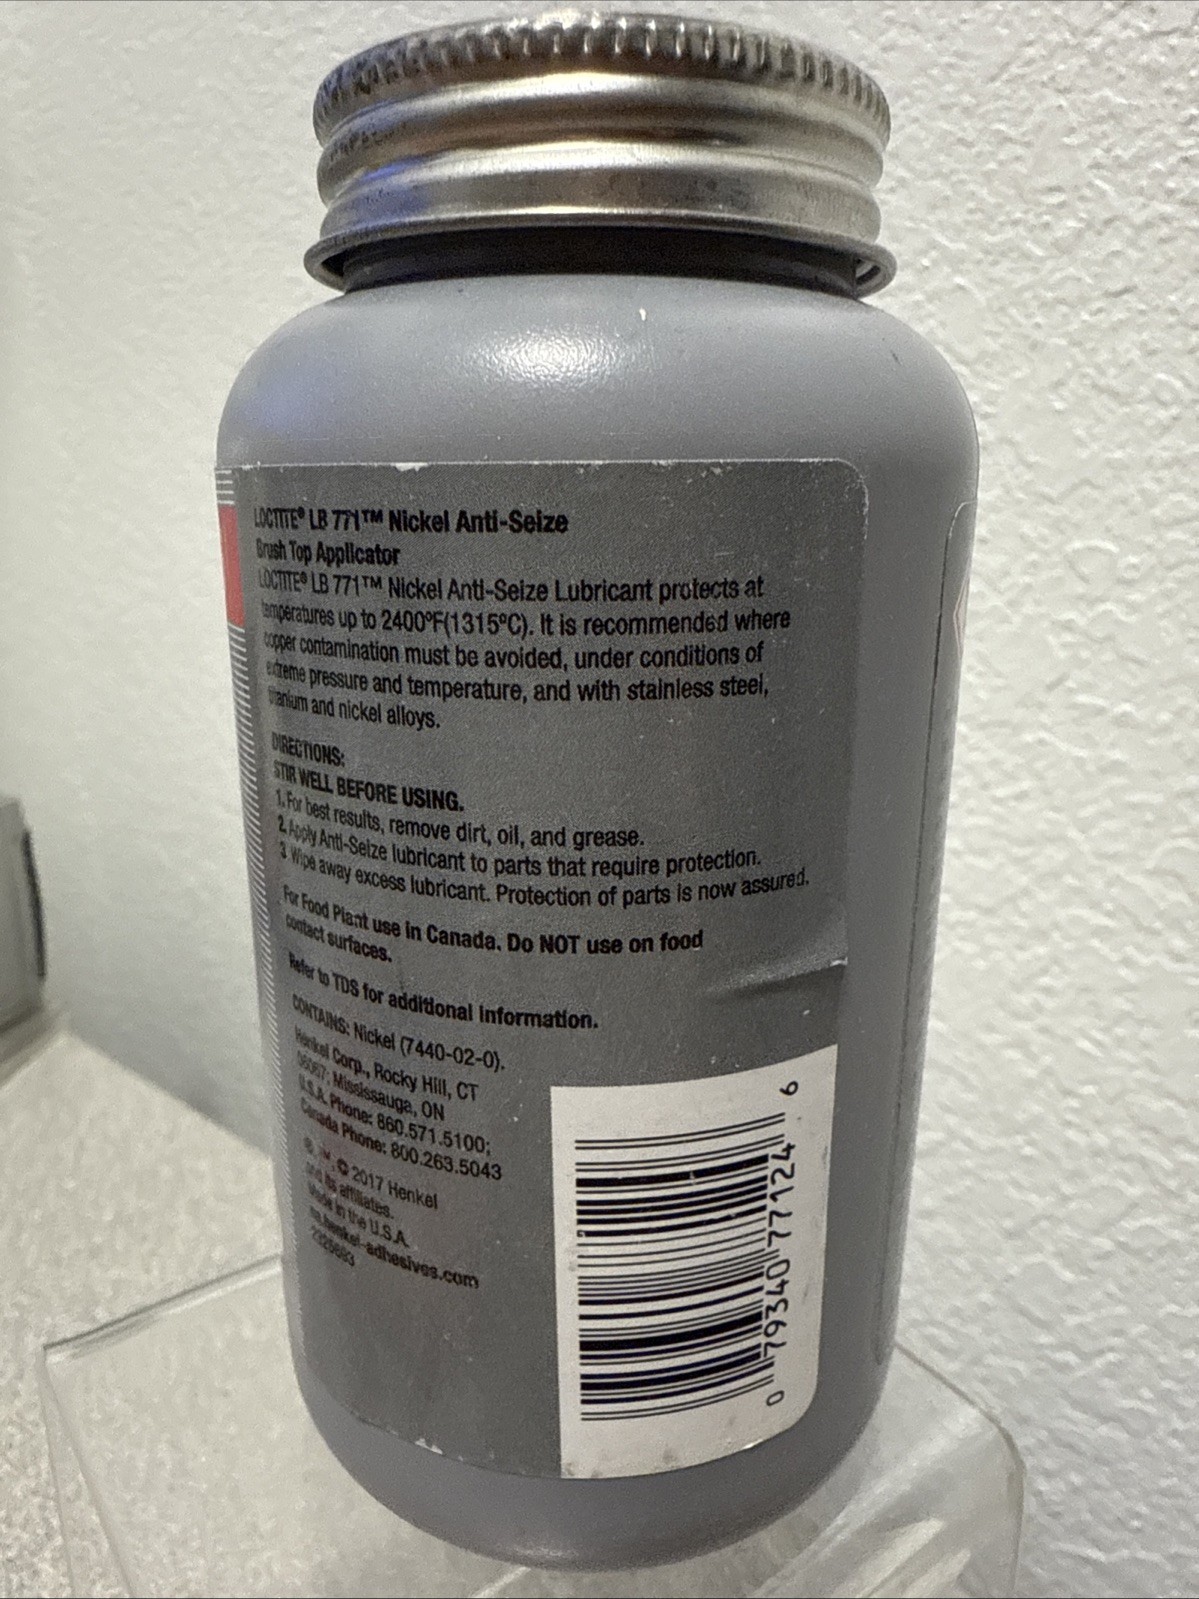 LOCTITE® LB 771™ Nickel Anti-Seize
Brush Top Applicator
LOCTITE® LB 771™ Nickel Anti-Seize Lubricant protects at
temperatures up to 2400°F(1315°C). It is recommended where
copper contamination must be avoided, under conditions of
extreme pressure and temperature, and with stainless steel,
titanium and nickel alloys.
DIRECTIONS:
STIR WELL BEFORE USING.
1. For best results, remove dirt, oil, and grease.
2. Apply Anti-Seize lubricant to parts that require protection.
3. Wipe away excess lubricant. Protection of parts is now assured.
For Food Plant use in Canada. Do NOT use on food
contact surfaces.
Refer to TDS for additional information.
CONTAINS: Nickel (7440-02-0).
Henkel Corp., Rocky Hill, CT
06067; Mississauga, ON
U.S.A. Phone: 860.571.5100;
Canada Phone: 800.263.5043
®, ™, © 2017 Henkel
and its affiliates.
Made in the U.S.A.
na.henkel-adhesives.com
2325693
0 79340 77124 6